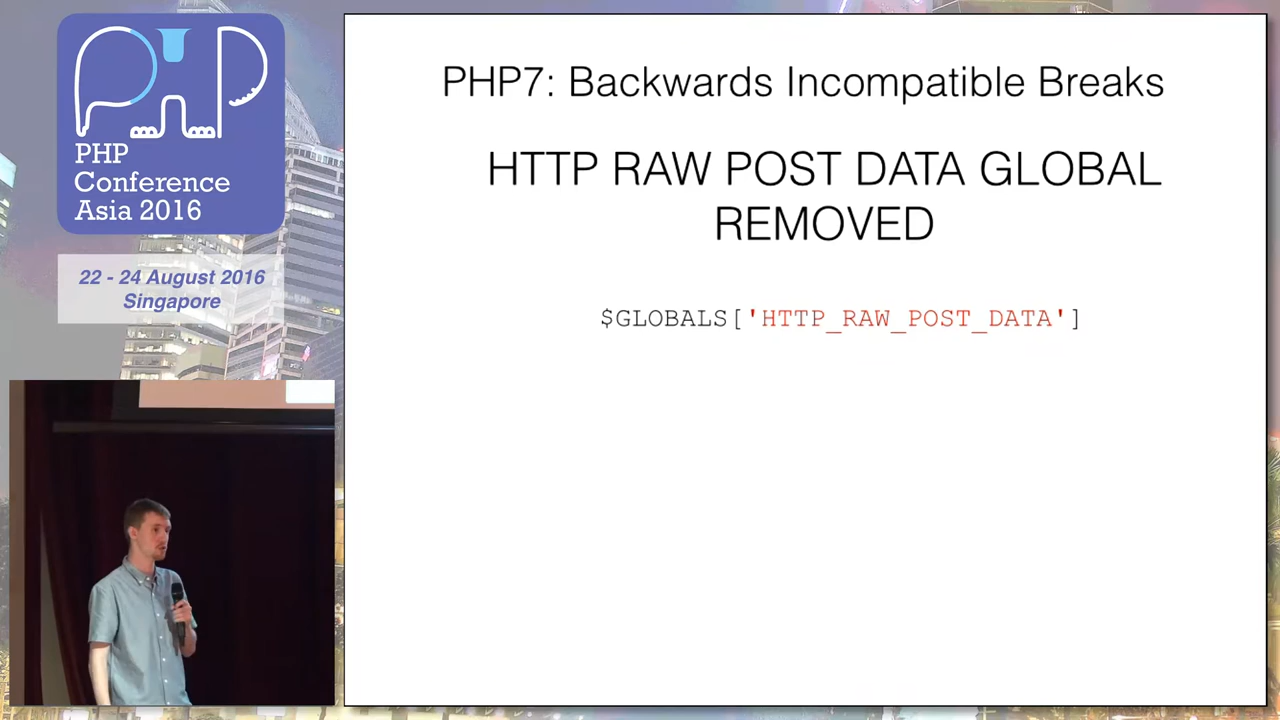 PHP
Conference
Asia 2016
22 - 24 August 2016
Singapore
PHP7: Backwards Incompatible Breaks
HTTP RAW POST DATA GLOBAL
REMOVED
$GLOBALS['HTTP_RAW_POST_DATA']